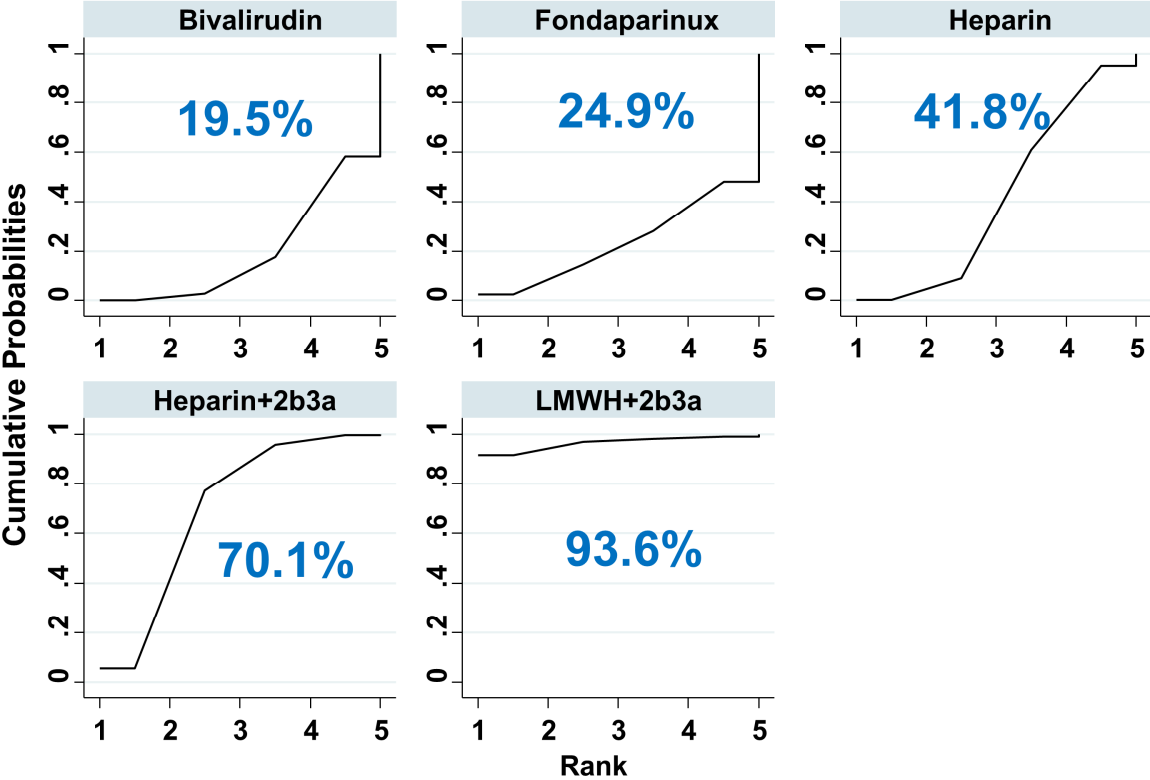 Bivalirudin
Fondaparinux
Heparin
Cumulative Probabilities
1
.8
.6
.4
.2
0
19.5%
1 2 3 4 5
1
.8
.6
.4
.2
0
24.9%
1 2 3 4 5
1
.8
.6
.4
.2
0
41.8%
1 2 3 4 5
Heparin+2b3a
LMWH+2b3a
1
.8
.6
.4
.2
0
70.1%
1 2 3 4 5
1
.8
.6
.4
.2
0
93.6%
1 2 3 4 5
Rank